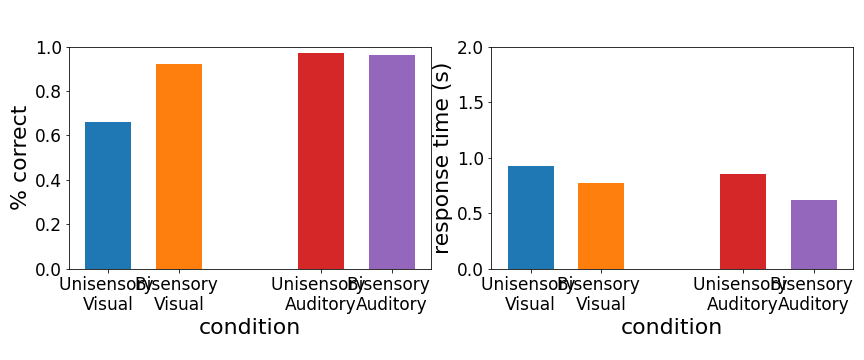 % correct
1.0
0.8
0.6
0.4
0.2
0.0
Unisensory Bisensory Unisensory Bisensory
Visual Visual Auditory Auditory
condition
response time (s)
2.0
1.5
1.0
0.5
0.0
Unisensory Bisensory Unisensory Bisensory
Visual Visual Auditory Auditory
condition